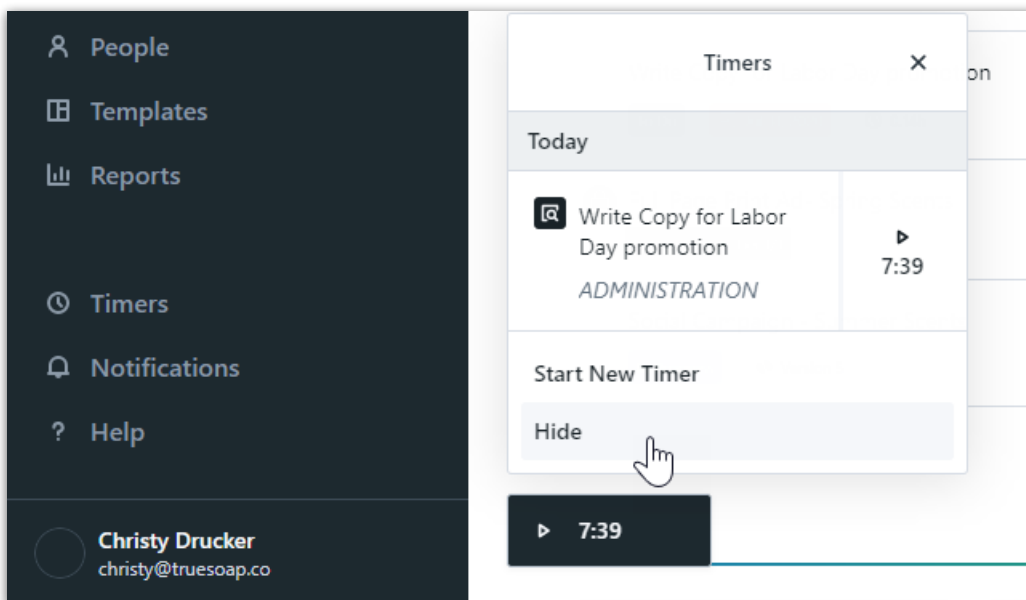 People
Templates
Reports
Timers
Notifications
Help
Christy Drucker
christy@truesoap.co
Timers
on
Today
Write Copy for Labor
Day promotion
ADMINISTRATION
7:39
Start New Timer
Hide
7:39